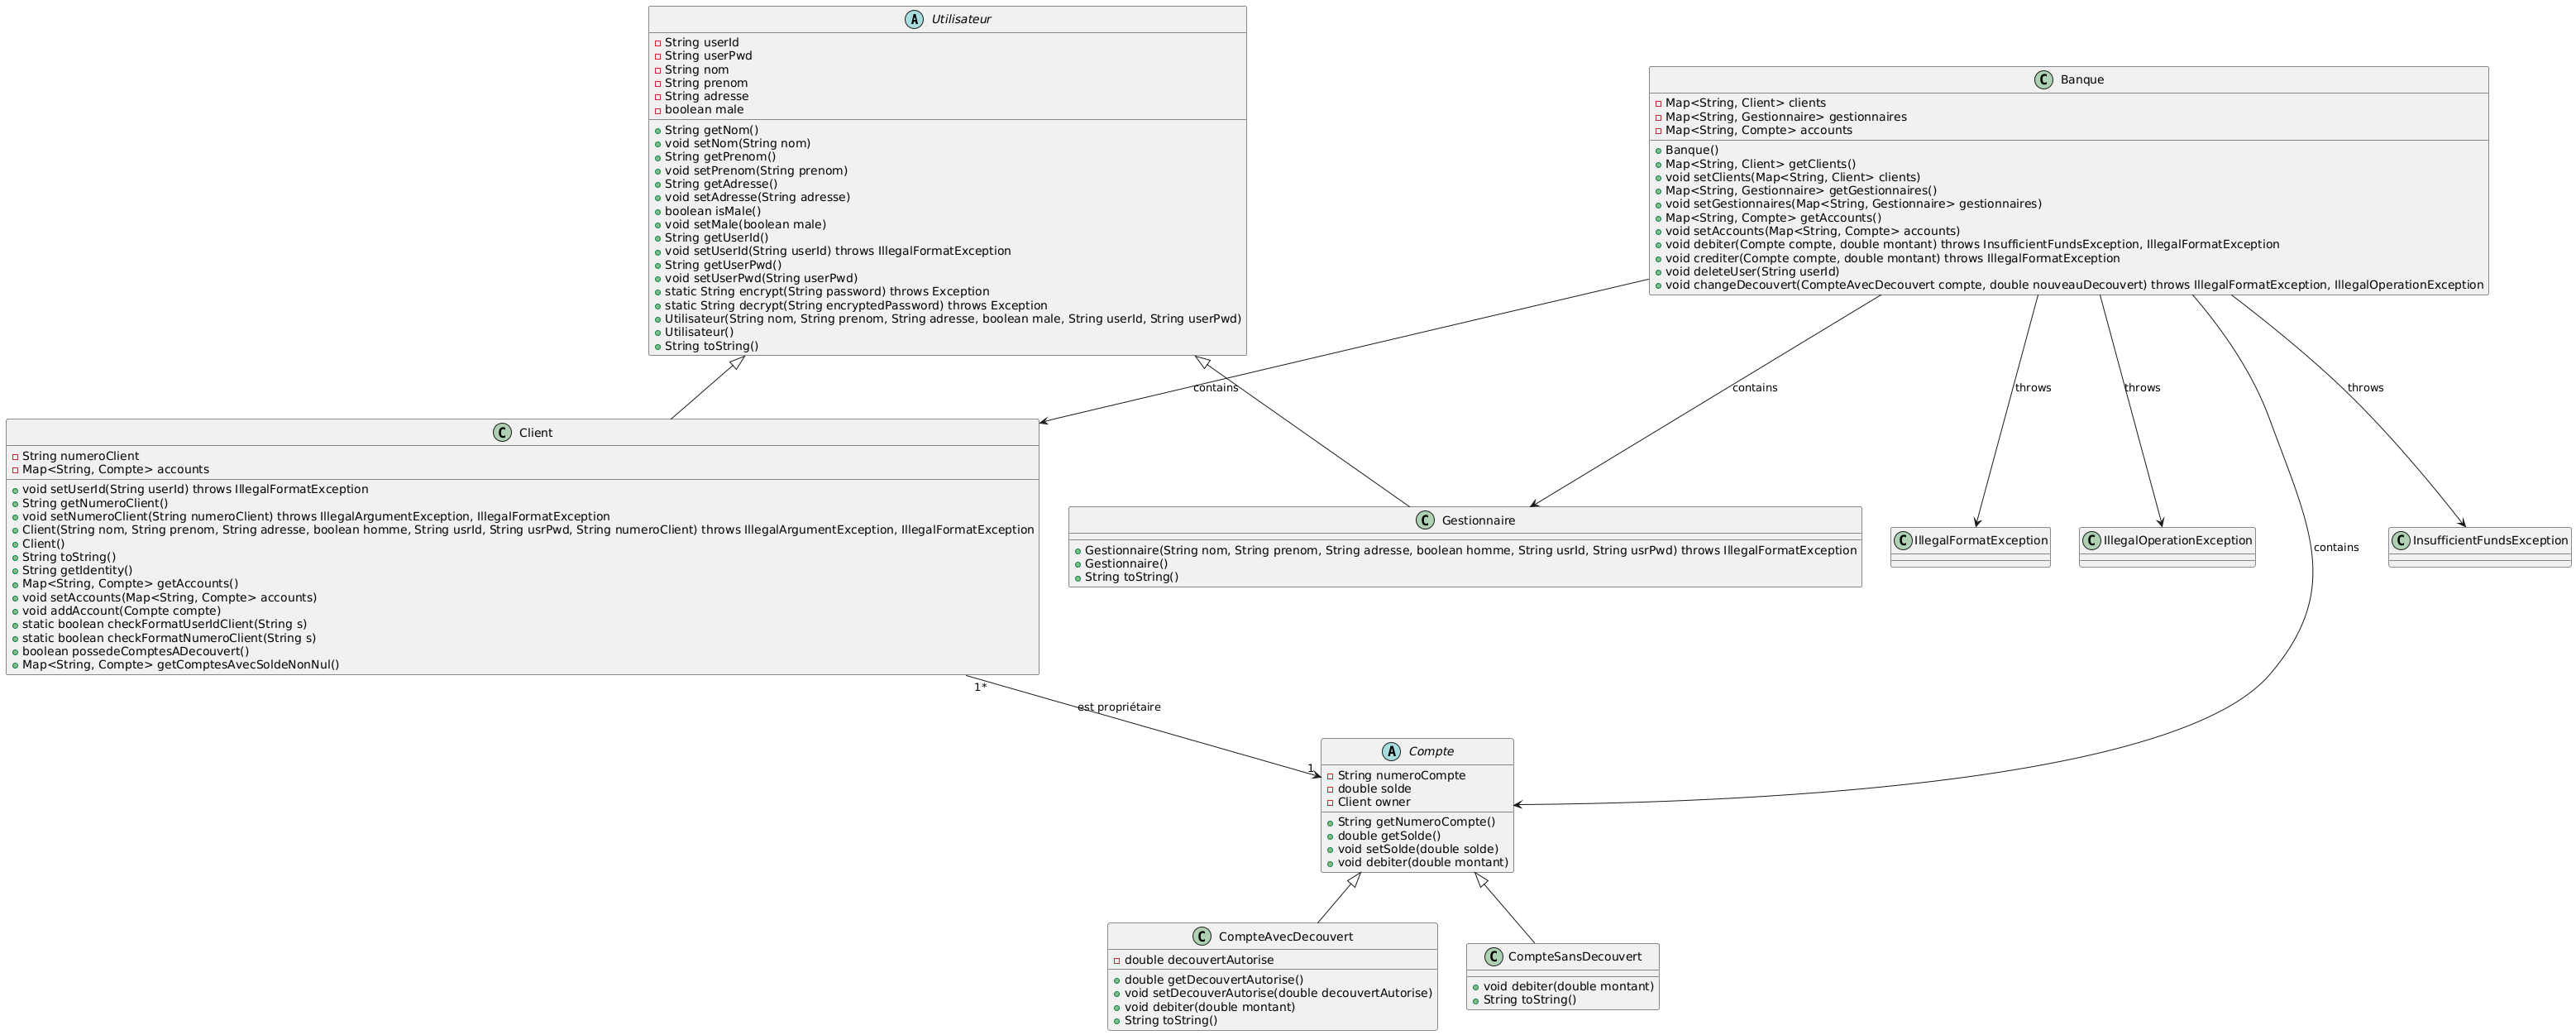 A Utilisateur
String userId
String userPwd
String nom
String prenom
String adresse
boolean male
String getNom()
void setNom(String nom)
String getPrenom()
void setPrenom(String prenom)
String getAdresse()
void setAdresse(String adresse)
boolean isMale()
void setMale(boolean male)
String getUserId()
void setUserId(String userId) throws IllegalFormatException
String getUserPwd()
void setUserPwd(String userPwd)
static String encrypt(String password) throws Exception
static String decrypt(String encryptedPassword) throws Exception
Utilisateur(String nom, String prenom, String adresse, boolean male, String userId, String userPwd)
Utilisateur()
String toString()
C Banque
Map<String, Client> clients
Map<String, Gestionnaire> gestionnaires
Map<String, Compte> accounts
Banque()
Map<String, Client> getClients()
void setClients(Map<String, Client> clients)
Map<String, Gestionnaire> getGestionnaires()
void setGestionnaires(Map<String, Gestionnaire> gestionnaires)
Map<String, Compte> getAccounts()
void setAccounts(Map<String, Compte> accounts)
void debiter(Compte compte, double montant) throws InsufficientFundsException, IllegalFormatException
void crediter(Compte compte, double montant) throws IllegalFormatException
void deleteUser(String userId)
void changeDecouvert(CompteAvecDecouvert compte, double nouveauDecouvert) throws IllegalFormatException, IllegalOperationException
contains
contains
throws
throws
throws
C Client
String numeroClient
Map<String, Compte> accounts
void setUserId(String userId) throws IllegalFormatException
String getNumeroClient()
void setNumeroClient(String numeroClient) throws IllegalArgumentException, IllegalFormatException
Client(String nom, String prenom, String adresse, boolean homme, String usrId, String usrPwd, String numeroClient) throws IllegalArgumentException, IllegalFormatException
Client()
String toString()
String getIdentity()
Map<String, Compte> getAccounts()
void setAccounts(Map<String, Compte> accounts)
void addAccount(Compte compte)
static boolean checkFormatUserIdClient(String s)
static boolean checkFormatNumeroClient(String s)
boolean possedeComptesADecouvert()
Map<String, Compte> getComptesAvecSoldeNonNul()
C Gestionnaire
Gestionnaire(String nom, String prenom, String adresse, boolean homme, String usrId, String usrPwd) throws IllegalFormatException
Gestionnaire()
String toString()
C IllegalFormatException
C IllegalOperationException
contains
C InsufficientFundsException
1*
est propriétaire
1
A Compte
String numeroCompte
double solde
Client owner
String getNumeroCompte()
double getSolde()
void setSolde(double solde)
void debiter(double montant)
C CompteAvecDecouvert
double decouvertAutorise
double getDecouvertAutorise()
void setDecouverAutorise(double decouvertAutorise)
void debiter(double montant)
String toString()
C CompteSansDecouvert
void debiter(double montant)
String toString()